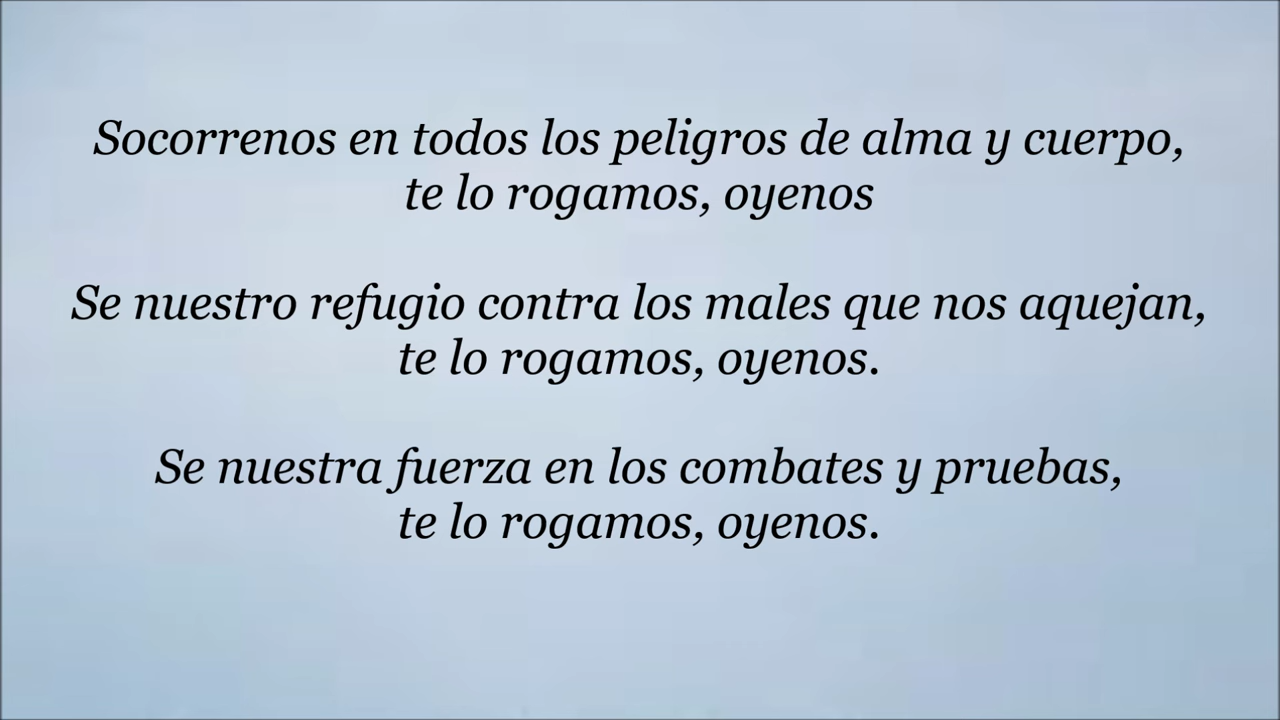 Socorrenos en todos los peligros de alma y cuerpo,
te lo rogamos, oyenos
Se nuestro refugio contra los males que nos aquejan,
te lo rogamos, oyenos.
Se nuestra fuerza en los combates y pruebas,
te lo rogamos, oyenos.